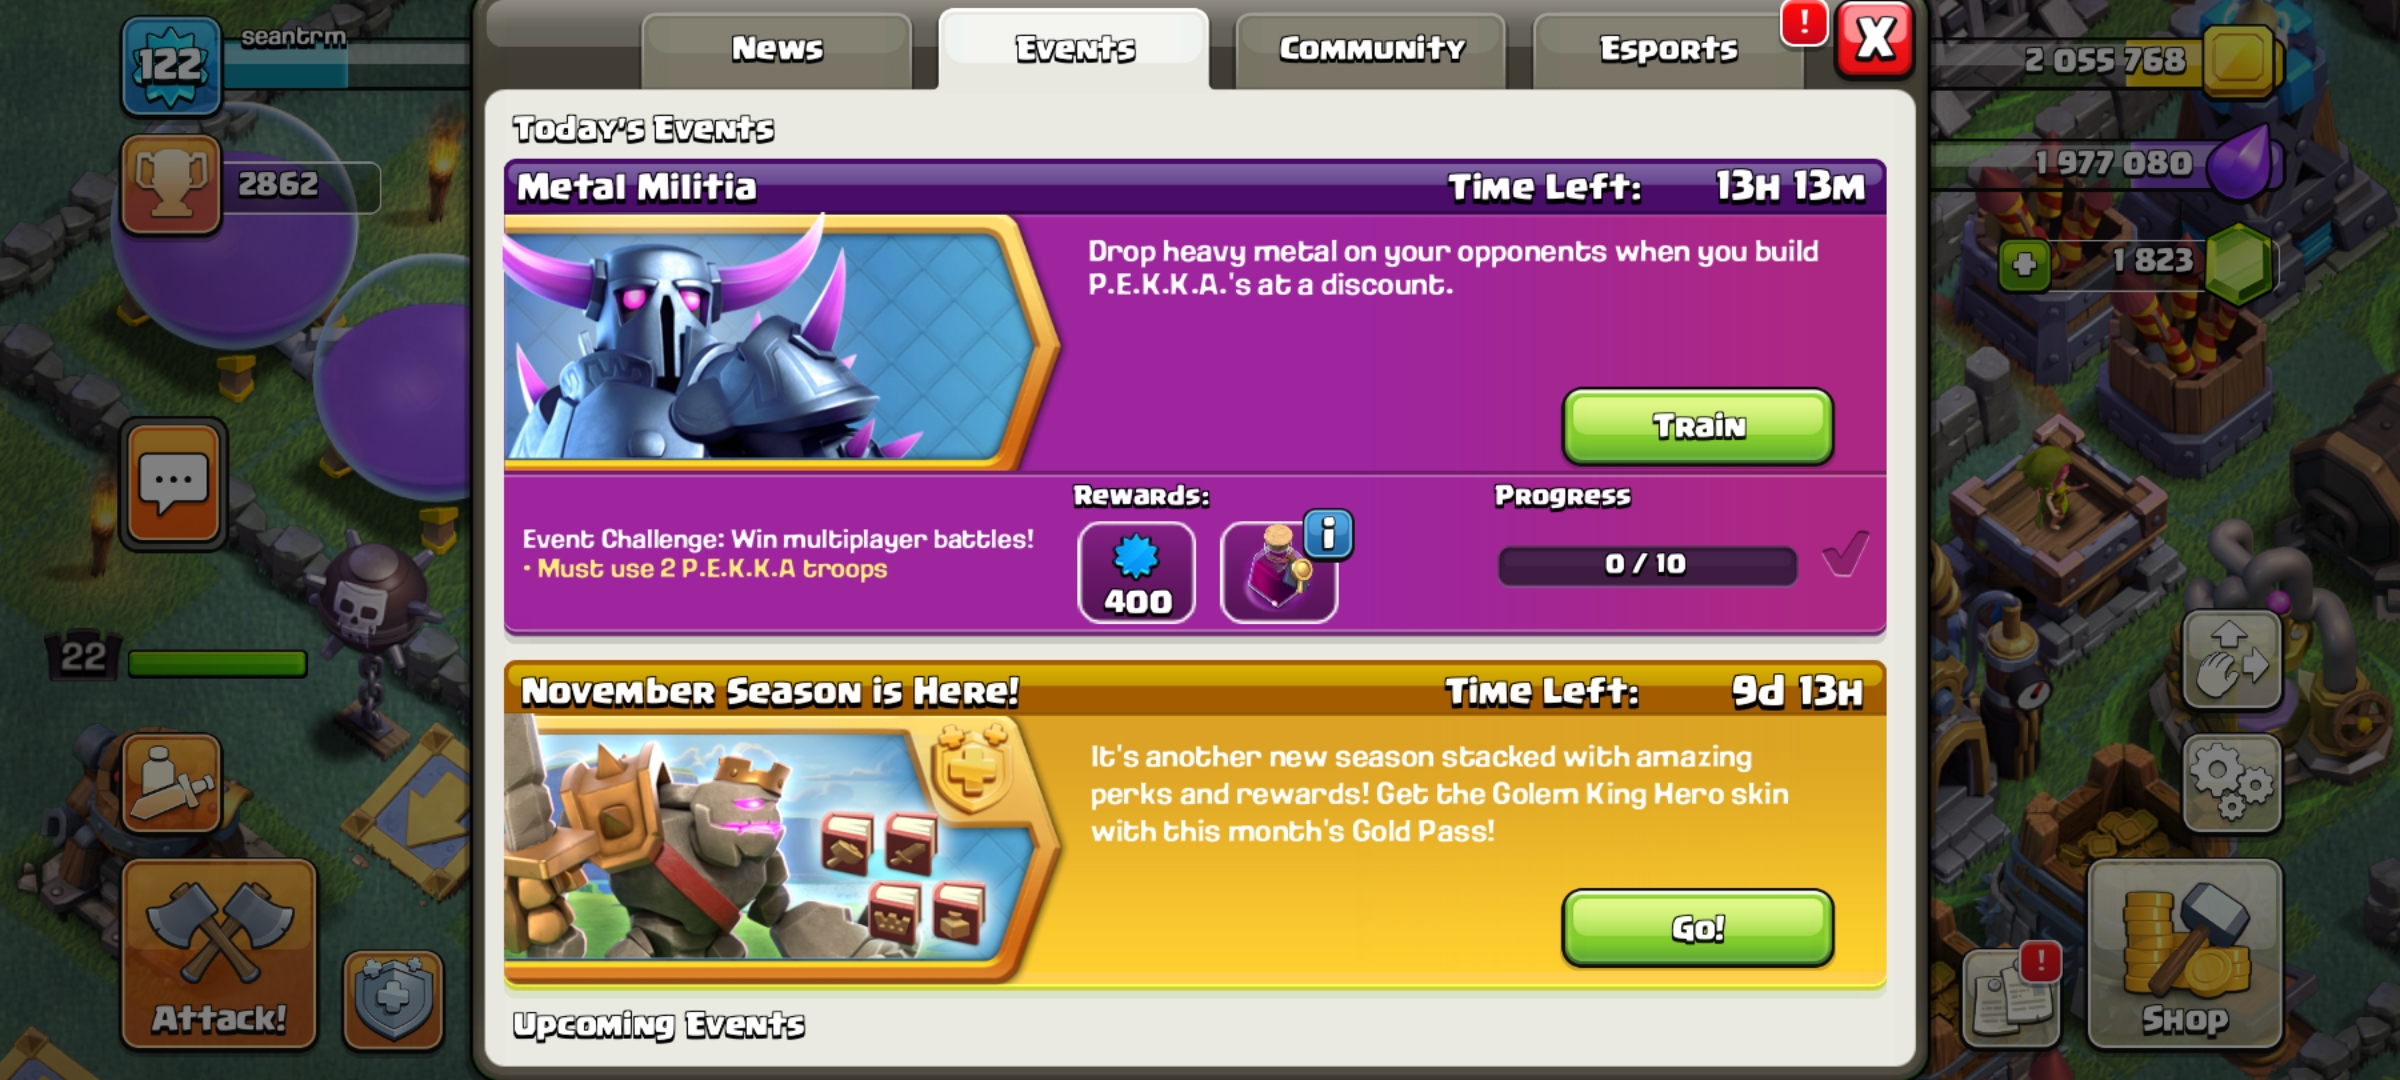 122
seantrm
News
Events
Community
Esports
!
X
2 055 768
2862
1 977 080
1 823
Today's Events
Metal Militia
Time Left:
13H 13M
Drop heavy metal on your opponents when you build
P.E.K.K.A.'s at a discount.
Train
Event Challenge: Win multiplayer battles!
• Must use 2 P.E.K.K.A troops
Rewards:
400
i
Progress
0 / 10
22
November Season is Here!
Time Left:
9d 13H
It's another new season stacked with amazing
perks and rewards! Get the Golem King Hero skin
with this month's Gold Pass!
Go!
Attack!
!
Shop
Upcoming Events